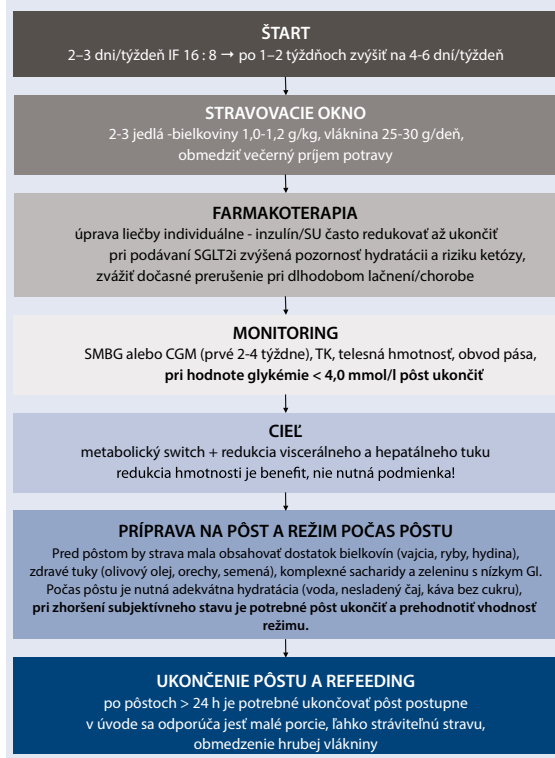 ŠTART
2–3 dni/týždeň IF 16 : 8 → po 1–2 týždňoch zvýšiť na 4-6 dní/týždeň
STRAVOVACIE OKNO
2-3 jedlá -bielkoviny 1,0-1,2 g/kg, vláknina 25-30 g/deň,
obmedziť večerný príjem potravy
FARMAKOTERAPIA
úprava liečby individuálne - inzulín/SU často redukovať až ukončiť
pri podávaní SGLT2i zvýšená pozornosť hydratácii a riziku ketózy,
zvážiť dočasné prerušenie pri dlhodobom lačnení/chorobe
MONITORING
SMBG alebo CGM (prvé 2-4 týždne), TK, telesná hmotnosť, obvod pása,
pri hodnote glykémie < 4,0 mmol/l pôst ukončiť
CIEĽ
metabolický switch + redukcia viscerálneho a hepatálneho tuku
redukcia hmotnosti je benefit, nie nutná podmienka!
PRÍPRAVA NA PÔST A REŽIM POČAS PÔSTU
Pred pôstom by strava mala obsahovať dostatok bielkovín (vajcia, ryby, hydina),
zdravé tuky (olivový olej, orechy, semená), komplexné sacharidy a zeleninu s nízkym GI.
Počas pôstu je nutná adekvátna hydratácia (voda, nesladený čaj, káva bez cukru),
pri zhoršení subjektívneho stavu je potrebné pôst ukončiť a prehodnotiť vhodnosť
režimu.
UKONČENIE PÔSTU A REFEEDING
po pôstoch > 24 h je potrebné ukončovať pôst postupne
v úvode sa odporúča jesť malé porcie, ľahko stráviteľnú stravu,
obmedzenie hrubej vlákniny